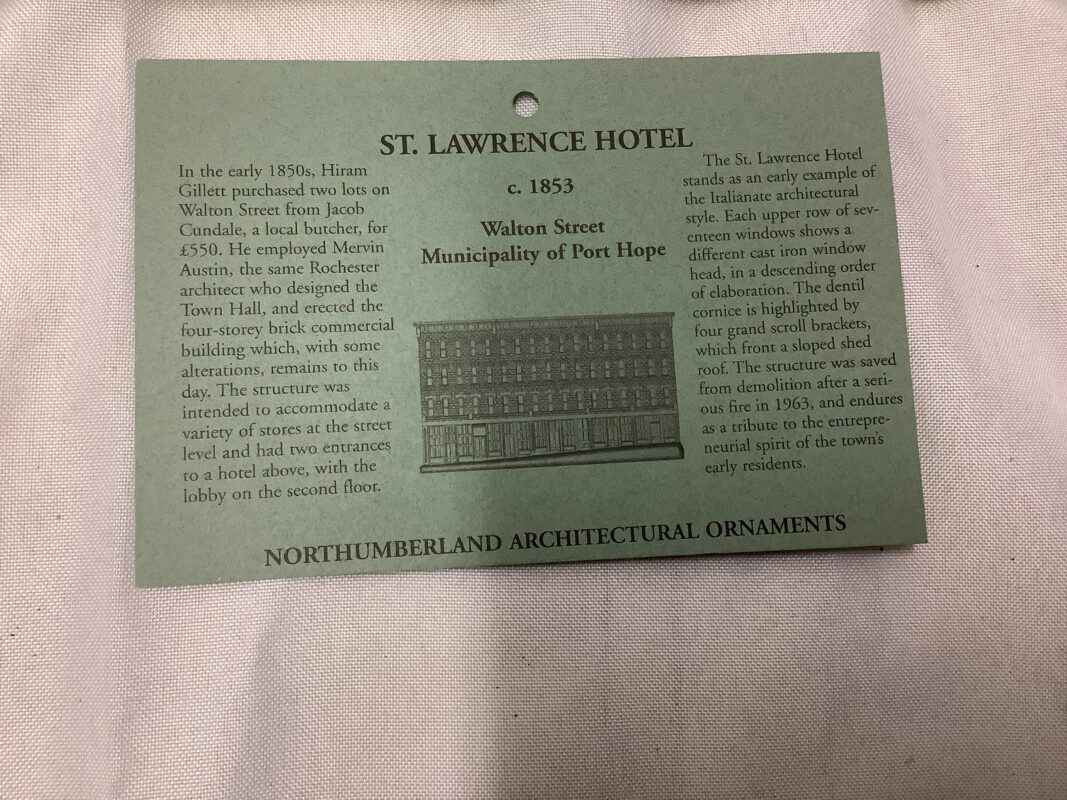 ST. LAWRENCE HOTEL
c. 1853
Walton Street
Municipality of Port Hope
In the early 1850s, Hiram
Gillett purchased two lots on
Walton Street from Jacob
Cundale, a local butcher, for
£550. He employed Mervin
Austin, the same Rochester
architect who designed the
Town Hall, and erected the
four-storey brick commercial
building which, with some
alterations, remains to this
day. The structure was
intended to accommodate a
variety of stores at the street
level and had two entrances
to a hotel above, with the
lobby on the second floor.
The St. Lawrence Hotel
stands as an early example of
the Italianate architectural
style. Each upper row of sev-
enteen windows shows a
different cast iron window
head, in a descending order
of elaboration. The dentil
cornice is highlighted by
four grand scroll brackets,
which front a sloped shed
roof. The structure was saved
from demolition after a seri-
ous fire in 1963, and endures
as a tribute to the entrepre-
neurial spirit of the town's
early residents.
NORTHUMBERLAND ARCHITECTURAL ORNAMENTS